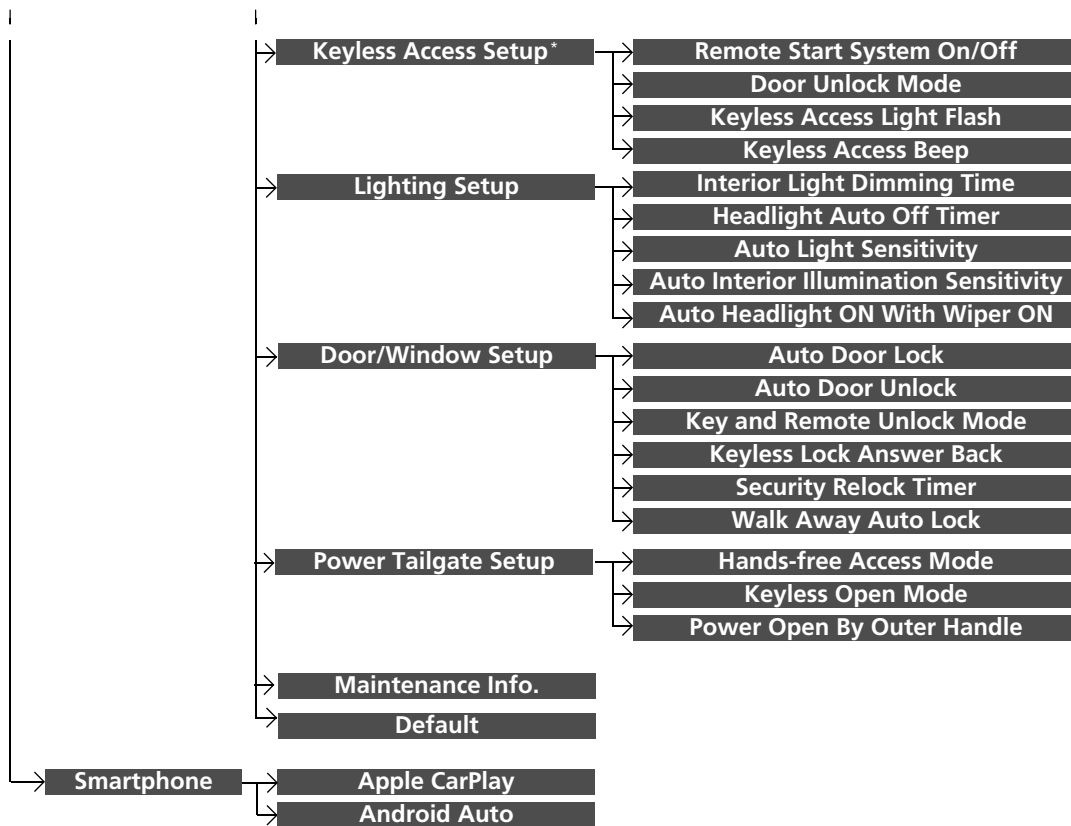 Keyless Access Setup*
Remote Start System On/Off
Door Unlock Mode
Keyless Access Light Flash
Keyless Access Beep
Lighting Setup
Interior Light Dimming Time
Headlight Auto Off Timer
Auto Light Sensitivity
Auto Interior Illumination Sensitivity
Auto Headlight ON With Wiper ON
Door/Window Setup
Auto Door Lock
Auto Door Unlock
Key and Remote Unlock Mode
Keyless Lock Answer Back
Security Relock Timer
Walk Away Auto Lock
Power Tailgate Setup
Hands-free Access Mode
Keyless Open Mode
Power Open By Outer Handle
Maintenance Info.
Default
Smartphone
Apple CarPlay
Android Auto